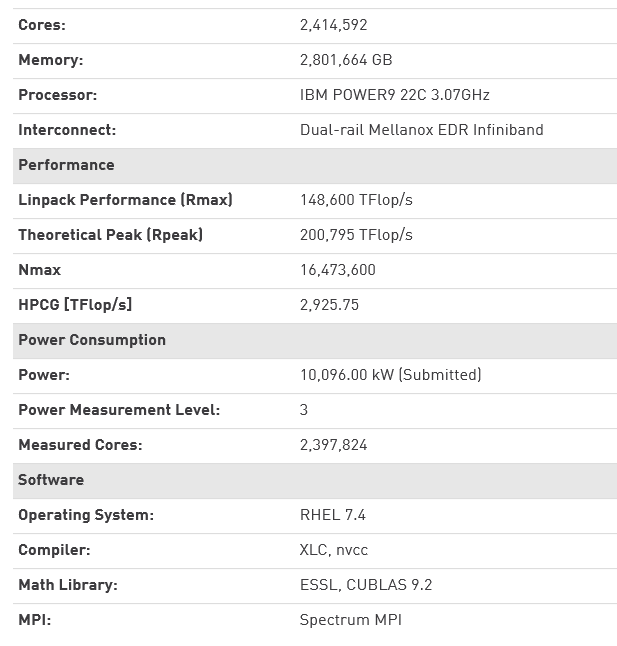 Cores: 2,414,592
Memory: 2,801,664 GB
Processor: IBM POWER9 22C 3.07GHz
Interconnect: Dual-rail Mellanox EDR Infiniband
Performance
Linpack Performance (Rmax) 148,600 TFlop/s
Theoretical Peak (Rpeak) 200,795 TFlop/s
Nmax 16,473,600
HPCG [TFlop/s] 2,925.75
Power Consumption
Power: 10,096.00 kW (Submitted)
Power Measurement Level: 3
Measured Cores: 2,397,824
Software
Operating System: RHEL 7.4
Compiler: XLC, nvcc
Math Library: ESSL, CUBLAS 9.2
MPI: Spectrum MPI